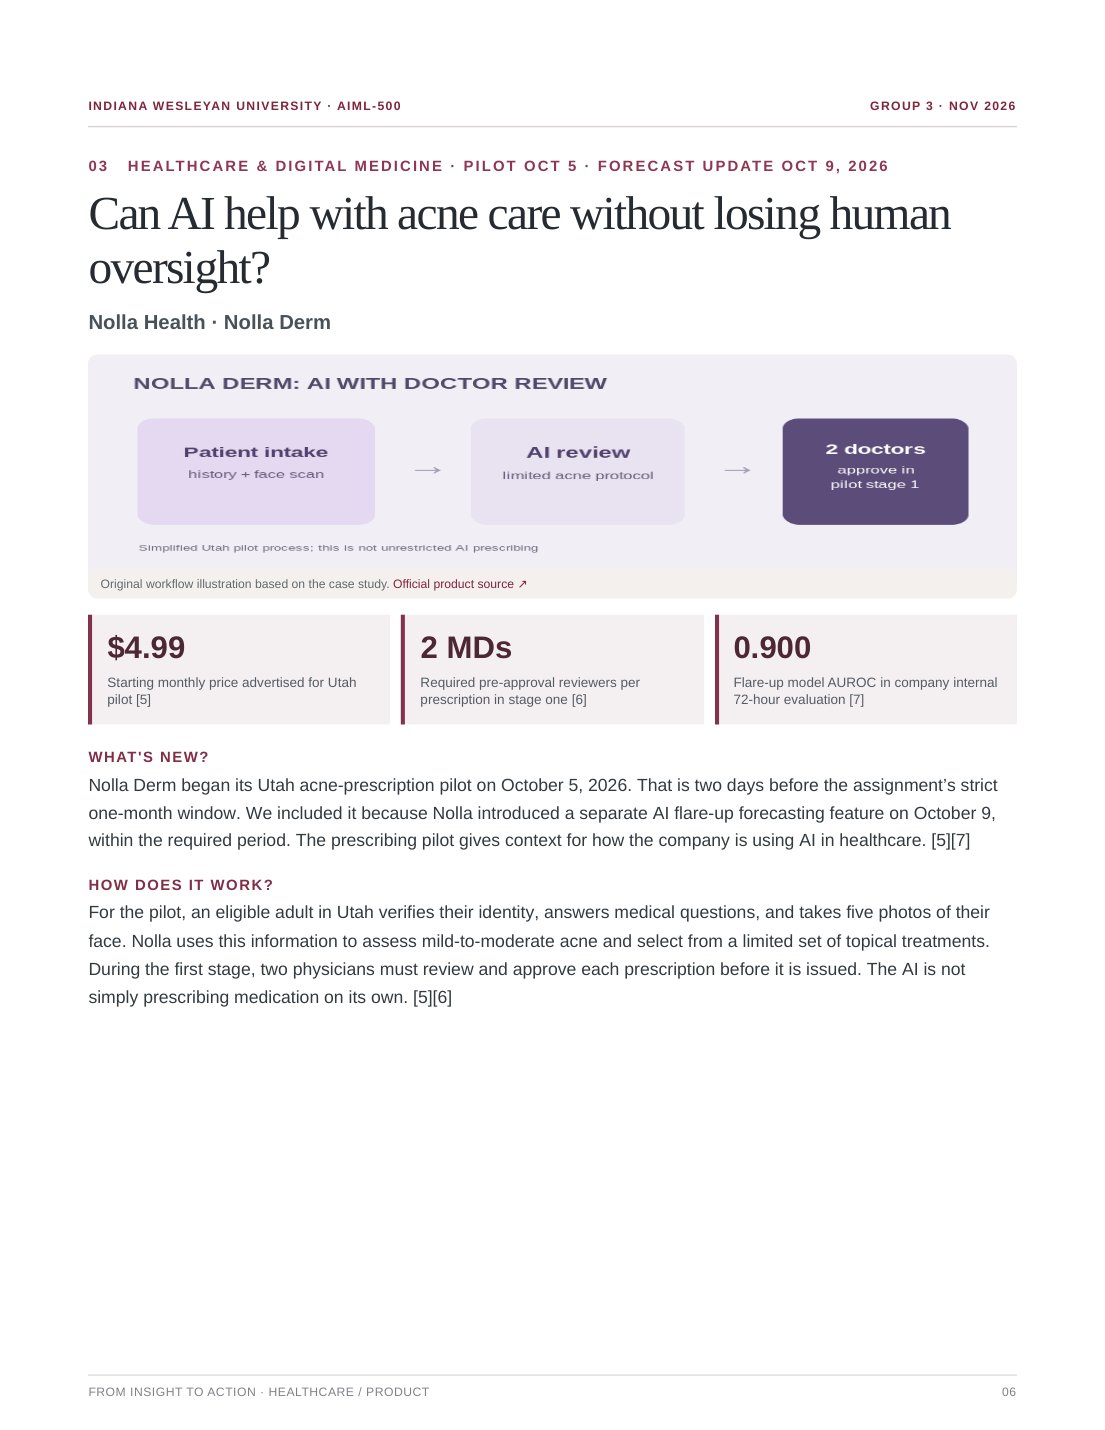 INDIANA WESLEYAN UNIVERSITY · AIML-500
GROUP 3 · NOV 2026
03 HEALTHCARE & DIGITAL MEDICINE · PILOT OCT 5 · FORECAST UPDATE OCT 9, 2026
Can AI help with acne care without losing human
oversight?
Nolla Health · Nolla Derm
NOLLA DERM: AI WITH DOCTOR REVIEW
Patient intake
history + face scan
→
AI review
limited acne protocol
→
2 doctors
approve in
pilot stage 1
Simplified Utah pilot process; this is not unrestricted AI prescribing
Original workflow illustration based on the case study. Official product source ↗
$4.99
Starting monthly price advertised for Utah
pilot [5]
2 MDs
Required pre-approval reviewers per
prescription in stage one [6]
0.900
Flare-up model AUROC in company internal
72-hour evaluation [7]
WHAT'S NEW?
Nolla Derm began its Utah acne-prescription pilot on October 5, 2026. That is two days before the assignment’s strict
one-month window. We included it because Nolla introduced a separate AI flare-up forecasting feature on October 9,
within the required period. The prescribing pilot gives context for how the company is using AI in healthcare. [5][7]
HOW DOES IT WORK?
For the pilot, an eligible adult in Utah verifies their identity, answers medical questions, and takes five photos of their
face. Nolla uses this information to assess mild-to-moderate acne and select from a limited set of topical treatments.
During the first stage, two physicians must review and approve each prescription before it is issued. The AI is not
simply prescribing medication on its own. [5][6]
FROM INSIGHT TO ACTION · HEALTHCARE / PRODUCT
06